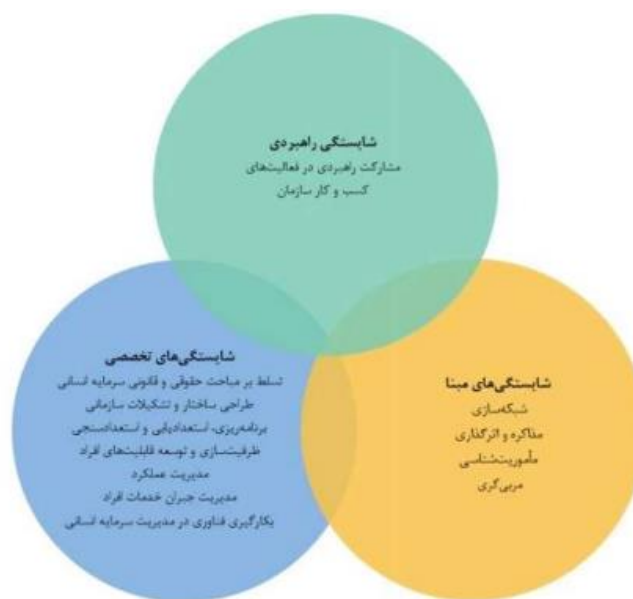 شایستگی راهبردی
مشارکت راهبردی در فعالیت‌های
کسب و کار سازمان
شایستگی‌های تخصصی
تسلط بر مباحث حقوقی و قانونی سرمایه انسانی
طراحی ساختار و تشکیلات سازمانی
برنامه‌ریزی، استعدادیابی و استعدادسنجی
ظرفیت‌سازی و توسعه قابلیت‌های افراد
مدیریت عملکرد
مدیریت جبران خدمات افراد
بکارگیری فناوری در مدیریت سرمایه انسانی
شایستگی‌های مبنا
شبکه‌سازی
مذاکره و اثرگذاری
مأموریت‌شناسی
مربی‌گری